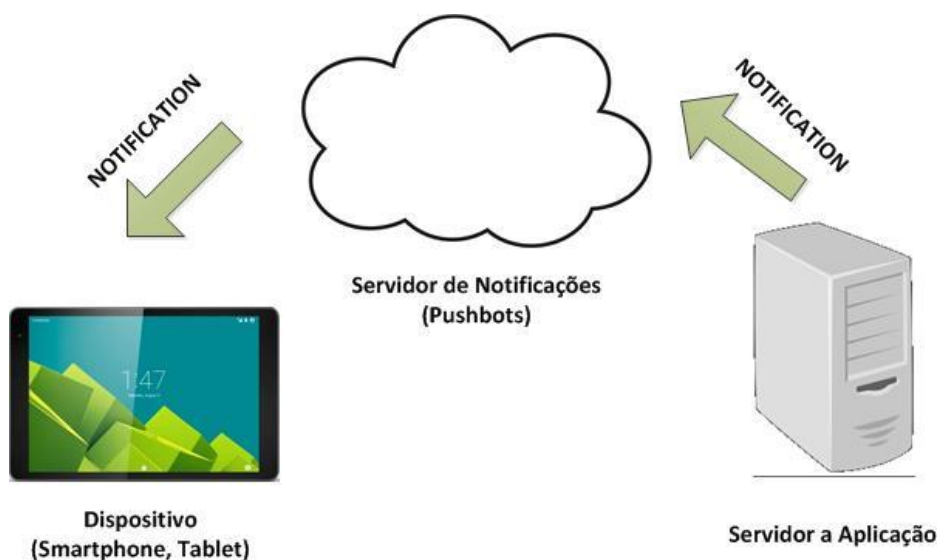 NOTIFICATION
NOTIFICATION
Servidor de Notificações
(Pushbots)
1:47
Dispositivo
(Smartphone, Tablet)
Servidor a Aplicação